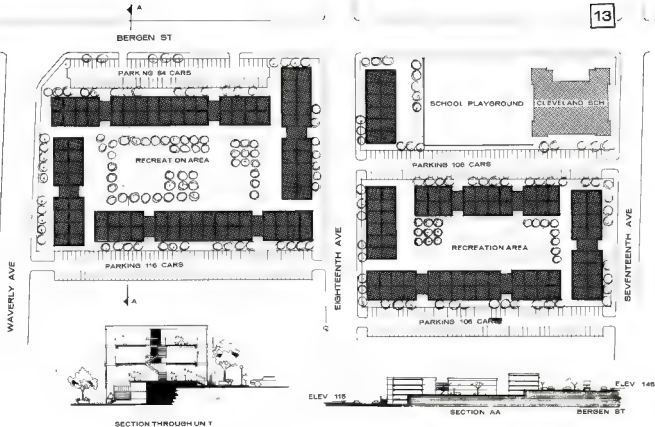 A
13
BERGEN ST
PARKING 84 CARS
SCHOOL PLAYGROUND
CLEVELAND SCH
RECREATION AREA
PARKING 108 CARS
WAVERLY AVE
EIGHTEENTH AVE
SEVENTEENTH AVE
RECREATION AREA
PARKING 116 CARS
A
PARKING 106 CARS
ELEV 115
ELEV 145
SECTION AA
BERGEN ST
SECTION THROUGH UNIT